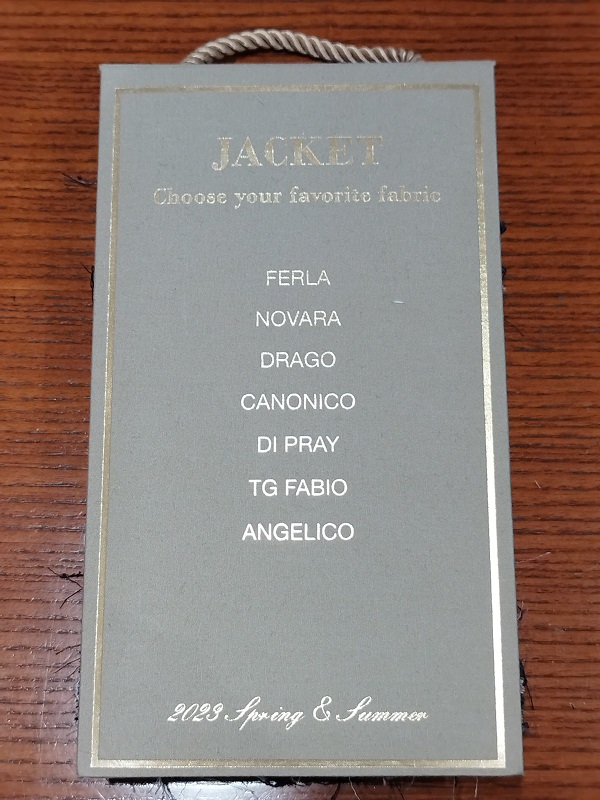 JACKET
Choose your favorite fabric
FERLA
NOVARA
DRAGO
CANONICO
DI PRAY
TG FABIO
ANGELICO
2023 Spring & Summer